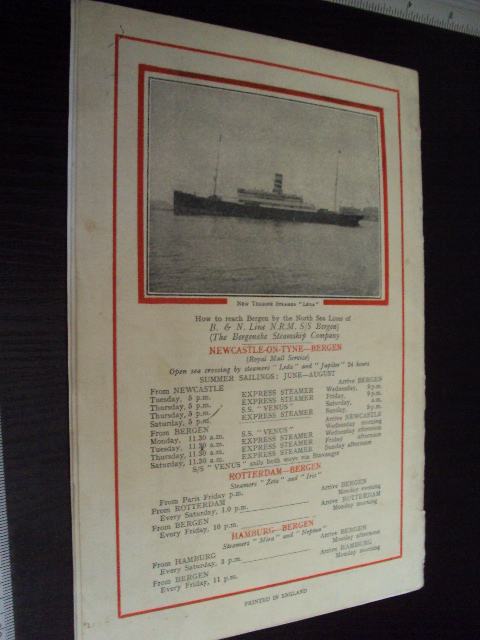 New Turbine Steamer "Leda"
How to reach Bergen by the North Sea Lines of
B. & N. Line N.R.M. S/S Bergen)
(The Bergenske Steamship Company
NEWCASTLE-ON-TYNE—BERGEN
(Royal Mail Service)
Open sea crossing by steamers "Leda" and "Jupiter" 24 hours
SUMMER SAILINGS: JUNE—AUGUST
From NEWCASTLE Arrive BERGEN
Tuesday, 5 p.m. EXPRESS STEAMER Wednesday, 9 p.m.
Thursday, 5 p.m. EXPRESS STEAMER Friday, 9 p.m.
Thursday, 5 p.m. S.S. "VENUS" Saturday, a.m.
Saturday, 5 p.m. EXPRESS STEAMER Sunday, 9 p.m.
From BERGEN Arrive NEWCASTLE
Monday, 11.30 a.m. S.S. "VENUS" Wednesday morning
Tuesday, 11.30 a.m. EXPRESS STEAMER Wednesday afternoon
Thursday, 11.30 a.m. EXPRESS STEAMER Friday afternoon
Saturday, 11.30 a.m. EXPRESS STEAMER Sunday afternoon
S/S "VENUS" calls both ways via Stavanger
ROTTERDAM—BERGEN
Steamers "Zeta" and "Iris"
From Paris Friday p.m.
From ROTTERDAM Arrive BERGEN
Every Saturday, 1.0 p.m. Monday evening
From BERGEN Arrive ROTTERDAM
Every Friday, 10 p.m. Monday morning
HAMBURG—BERGEN
Steamers "Mira" and "Neptun"
From HAMBURG Arrive BERGEN
Every Saturday, 3 p.m. Monday afternoon
From BERGEN Arrive HAMBURG
Every Friday, 11 p.m. Monday morning
PRINTED IN ENGLAND